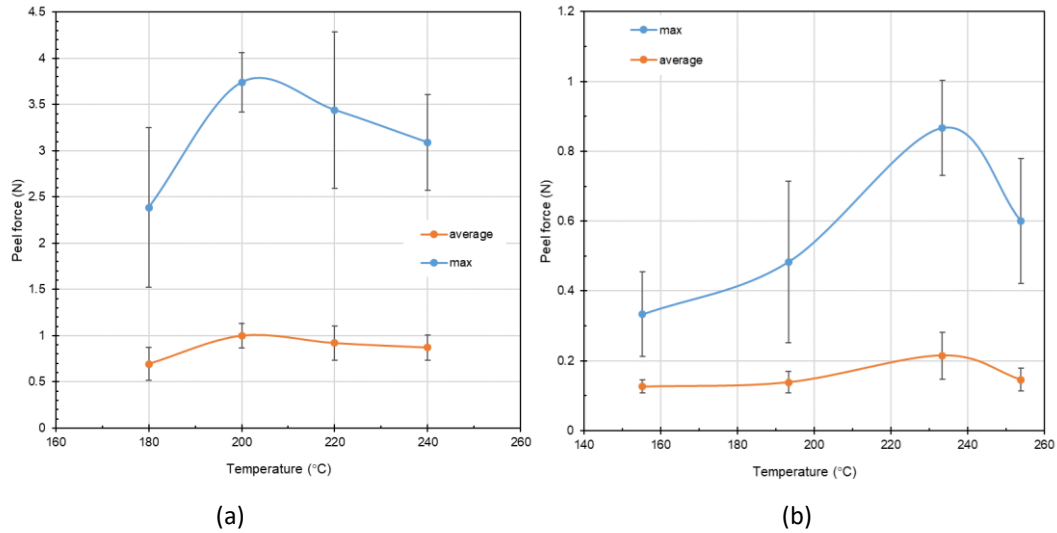 4.5
4
3.5
3
2.5
2
1.5
1
0.5
0
160 180 200 220 240 260
Peel force (N)
Temperature (°C)
average
max
(a)
1.2
1
0.8
0.6
0.4
0.2
0
140 160 180 200 220 240 260
Peel force (N)
Temperature (°C)
max
average
(b)